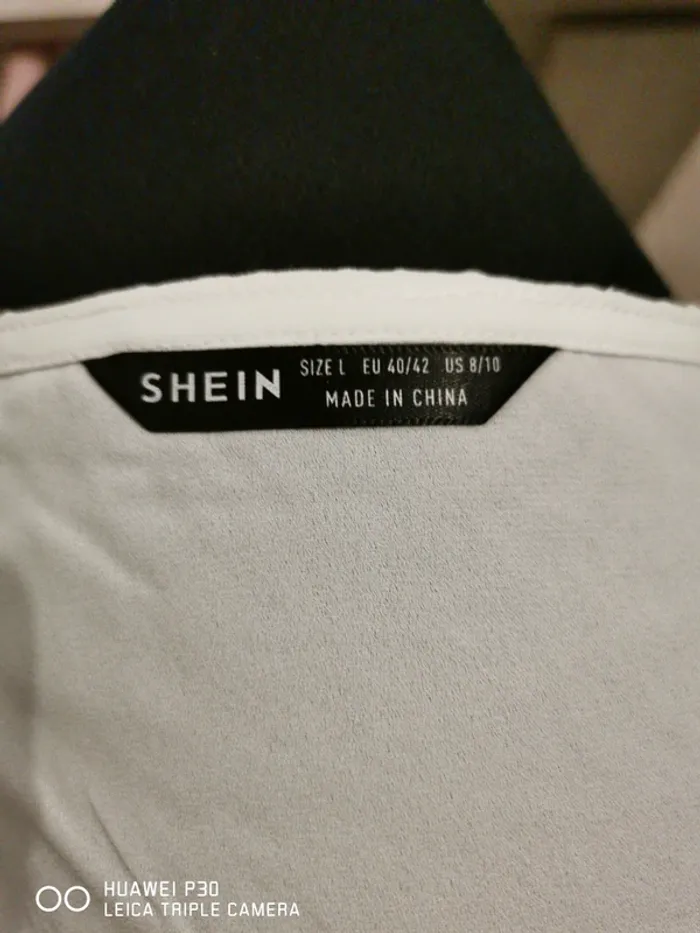 SHEIN
SIZE L EU 40/42 US 8/10
MADE IN CHINA
HUAWEI P30
LEICA TRIPLE CAMERA